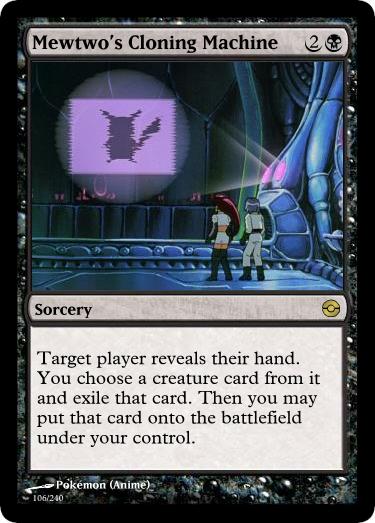 Mewtwo's Cloning Machine 2
Sorcery
Target player reveals their hand.
You choose a creature card from it
and exile that card. Then you may
put that card onto the battlefield
under your control.
Pokémon (Anime)
106/240